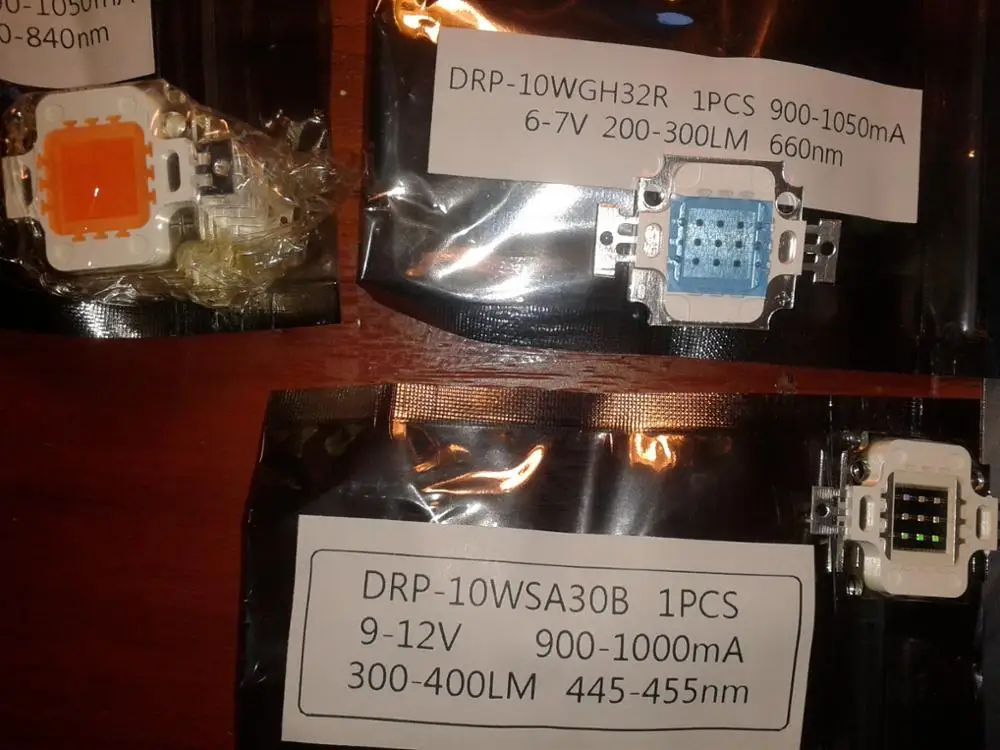 0-1050mA
0-840nm
DRP-10WGH32R 1PCS 900-1050mA
6-7V 200-300LM 660nm
DRP-10WSA30B 1PCS
9-12V 900-1000mA
300-400LM 445-455nm